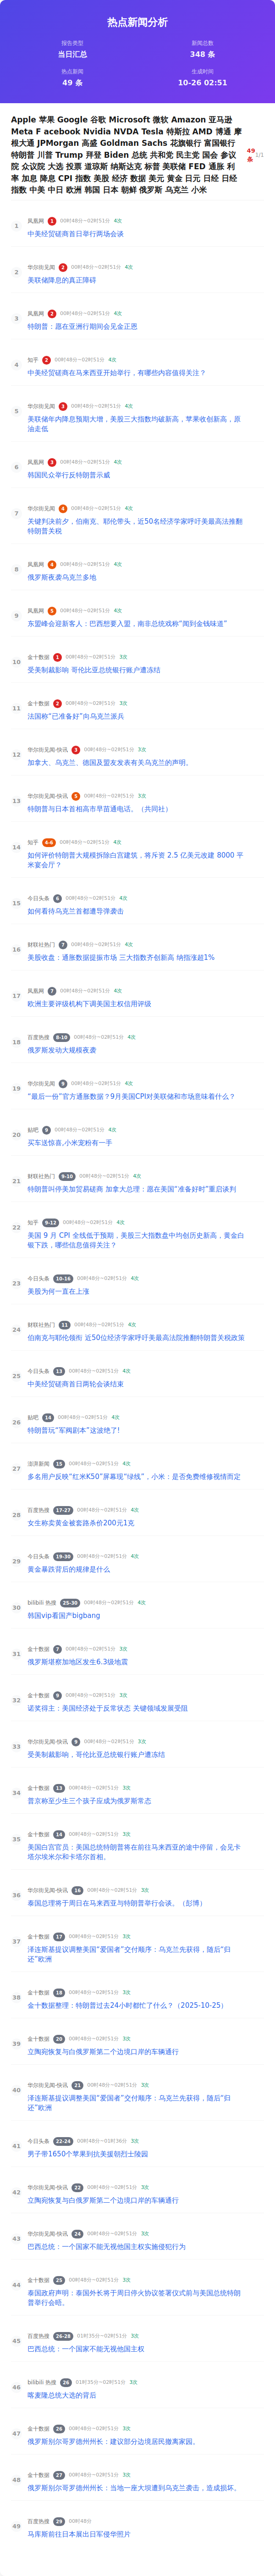 热点新闻分析
报告类型
当日汇总
新闻总数
348 条
热点新闻
49 条
生成时间
10-26 02:51
Apple 苹果 Google 谷歌 Microsoft 微软 Amazon 亚马逊
Meta F acebook Nvidia NVDA Tesla 特斯拉 AMD 博通 摩
根大通 JPMorgan 高盛 Goldman Sachs 花旗银行 富国银行
特朗普 川普 Trump 拜登 Biden 总统 共和党 民主党 国会 参议
院 众议院 大选 投票 道琼斯 纳斯达克 标普 美联储 FED 通胀 利
率 加息 降息 CPI 指数 美股 经济 数据 美元 黄金 日元 日经 日经
指数 中美 中日 欧洲 韩国 日本 朝鲜 俄罗斯 乌克兰 小米
49
条
1/1
1
凤凰网 1 00时48分~02时51分 4次
中美经贸磋商首日举行两场会谈
2
华尔街见闻 2 00时48分~02时51分 4次
美联储降息的真正障碍
3
凤凰网 2 00时48分~02时51分 4次
特朗普：愿在亚洲行期间会见金正恩
4
知乎 2 00时48分~02时51分 4次
中美经贸磋商在马来西亚开始举行，有哪些内容值得关注？
5
华尔街见闻 3 00时48分~02时51分 4次
美联储年内降息预期大增，美股三大指数均破新高，苹果收创新高，原
油走低
6
凤凰网 3 00时48分~02时51分 4次
韩国民众举行反特朗普示威
7
华尔街见闻 4 00时48分~02时51分 4次
关键判决前夕，伯南克、耶伦带头，近50名经济学家呼吁美最高法推翻
特朗普关税
8
凤凰网 4 00时48分~02时51分 4次
俄罗斯夜袭乌克兰多地
9
凤凰网 5 00时48分~02时51分 4次
东盟峰会迎新客人：巴西想要入盟，南非总统戏称“闻到金钱味道”
10
金十数据 1 00时48分~02时51分 3次
受美制裁影响 哥伦比亚总统银行账户遭冻结
11
金十数据 2 00时48分~02时51分 3次
法国称“已准备好”向乌克兰派兵
12
华尔街见闻-快讯 3 00时48分~02时51分 3次
加拿大、乌克兰、德国及盟友发表有关乌克兰的声明。
13
华尔街见闻-快讯 5 00时48分~02时51分 3次
特朗普与日本首相高市早苗通电话。（共同社）
14
知乎 4-6 00时48分~02时51分 4次
如何评价特朗普大规模拆除白宫建筑，将斥资 2.5 亿美元改建 8000 平
米宴会厅？
15
今日头条 6 00时48分~02时51分 4次
如何看待乌克兰首都遭导弹袭击
16
财联社热门 7 00时48分~02时51分 4次
美股收盘：通胀数据提振市场 三大指数齐创新高 纳指涨超1%
17
凤凰网 7 00时48分~02时51分 4次
欧洲主要评级机构下调美国主权信用评级
18
百度热搜 8-10 00时48分~02时51分 4次
俄罗斯发动大规模夜袭
19
华尔街见闻 9 00时48分~02时51分 4次
“最后一份”官方通胀数据？9月美国CPI对美联储和市场意味着什么？
20
贴吧 9 00时48分~02时51分 4次
买车送惊喜,小米宠粉有一手
21
财联社热门 9-10 00时48分~02时51分 4次
特朗普叫停美加贸易磋商 加拿大总理：愿在美国“准备好时”重启谈判
22
知乎 9-12 00时48分~02时51分 4次
美国 9 月 CPI 全线低于预期，美股三大指数盘中均创历史新高，黄金白
银下跌，哪些信息值得关注？
23
今日头条 10-16 00时48分~02时51分 4次
美股为何一直在上涨
24
财联社热门 11 00时48分~02时51分 4次
伯南克与耶伦领衔 近50位经济学家呼吁美最高法院推翻特朗普关税政策
25
今日头条 13 00时48分~02时51分 4次
中美经贸磋商首日两轮会谈结束
26
贴吧 14 00时48分~02时51分 4次
特朗普玩“军阀剧本”这波绝了!
27
澎湃新闻 15 00时48分~02时51分 4次
多名用户反映“红米K50”屏幕现“绿线”，小米：是否免费维修视情而定
28
百度热搜 17-27 00时48分~02时51分 4次
女生称卖黄金被套路杀价200元1克
29
今日头条 19-30 00时48分~02时51分 4次
黄金暴跌背后的规律是什么
30
bilibili 热搜 25-30 00时48分~02时51分 4次
韩国vip看国产bigbang
31
金十数据 7 00时48分~02时51分 3次
俄罗斯堪察加地区发生6.3级地震
32
金十数据 9 00时48分~02时51分 3次
诺奖得主：美国经济处于反常状态 关键领域发展受阻
33
华尔街见闻-快讯 9 00时48分~02时51分 3次
受美制裁影响，哥伦比亚总统银行账户遭冻结
34
金十数据 13 00时48分~02时51分 3次
普京称至少生三个孩子应成为俄罗斯常态
35
金十数据 14 00时48分~02时51分 3次
美国白宫官员：美国总统特朗普将在前往马来西亚的途中停留，会见卡
塔尔埃米尔和卡塔尔首相。
36
华尔街见闻-快讯 16 00时48分~02时51分 3次
泰国总理将于周日在马来西亚与特朗普举行会谈。（彭博）
37
金十数据 17 00时48分~02时51分 3次
泽连斯基提议调整美国“爱国者”交付顺序：乌克兰先获得，随后“归
还”欧洲
38
金十数据 18 00时48分~02时51分 3次
金十数据整理：特朗普过去24小时都忙了什么？（2025-10-25）
39
金十数据 20 00时48分~02时51分 3次
立陶宛恢复与白俄罗斯第二个边境口岸的车辆通行
40
华尔街见闻-快讯 21 00时48分~02时51分 3次
泽连斯基提议调整美国“爱国者”交付顺序：乌克兰先获得，随后“归
还”欧洲
41
今日头条 22-24 00时48分~01时36分 3次
男子带1650个苹果到抗美援朝烈士陵园
42
华尔街见闻-快讯 22 00时48分~02时51分 3次
立陶宛恢复与白俄罗斯第二个边境口岸的车辆通行
43
华尔街见闻-快讯 24 00时48分~02时51分 3次
巴西总统：一个国家不能无视他国主权实施侵犯行为
44
金十数据 25 00时48分~02时51分 3次
泰国政府声明：泰国外长将于周日停火协议签署仪式前与美国总统特朗
普举行会晤。
45
百度热搜 26-28 01时35分~02时51分 3次
巴西总统：一个国家不能无视他国主权
46
bilibili 热搜 26 01时35分~02时51分 3次
喀麦隆总统大选的背后
47
金十数据 26 00时48分~02时51分 3次
俄罗斯别尔哥罗德州州长：建议部分边境居民撤离家园。
48
金十数据 27 00时48分~02时51分 3次
俄罗斯别尔哥罗德州州长：当地一座大坝遭到乌克兰袭击，造成损坏。
49
百度热搜 29 00时48分
马库斯前往日本展出日军侵华照片